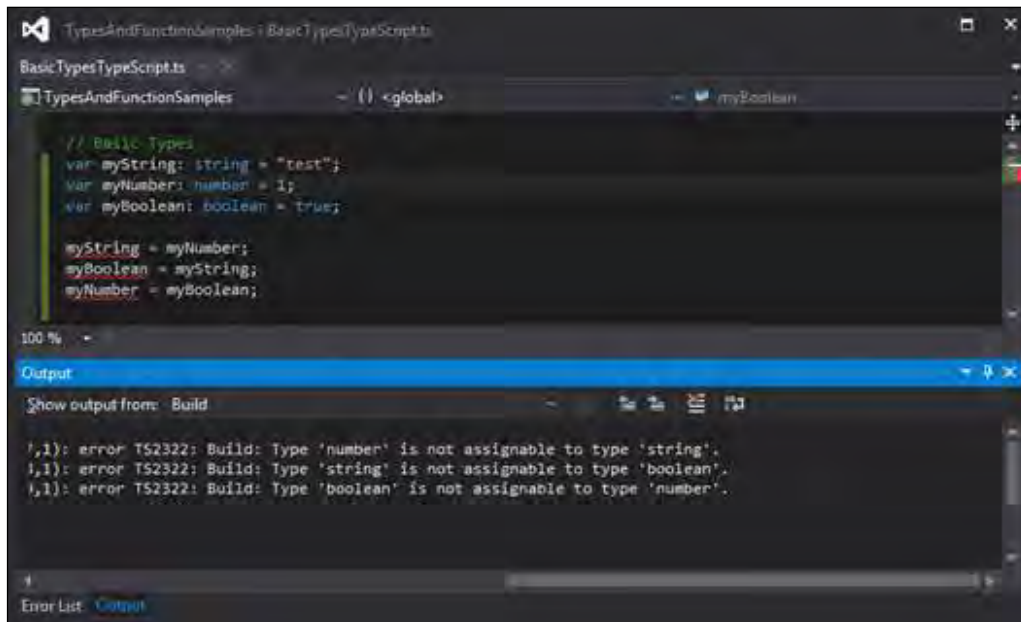 TypesAndFunctionSamples - BasicTypesTypeScript.ts
BasicTypesTypeScript.ts
TypesAndFunctionSamples
() <global>
myBoolean
// Basic Types
var myString: string = "test";
var myNumber: number = 1;
var myBoolean: boolean = true;
myString = myNumber;
myBoolean = myString;
myNumber = myBoolean;
100 %
Output
Show output from: Build
,1): error TS2322: Build: Type 'number' is not assignable to type 'string'.
,1): error TS2322: Build: Type 'string' is not assignable to type 'boolean'.
,1): error TS2322: Build: Type 'boolean' is not assignable to type 'number'.
Error List Output